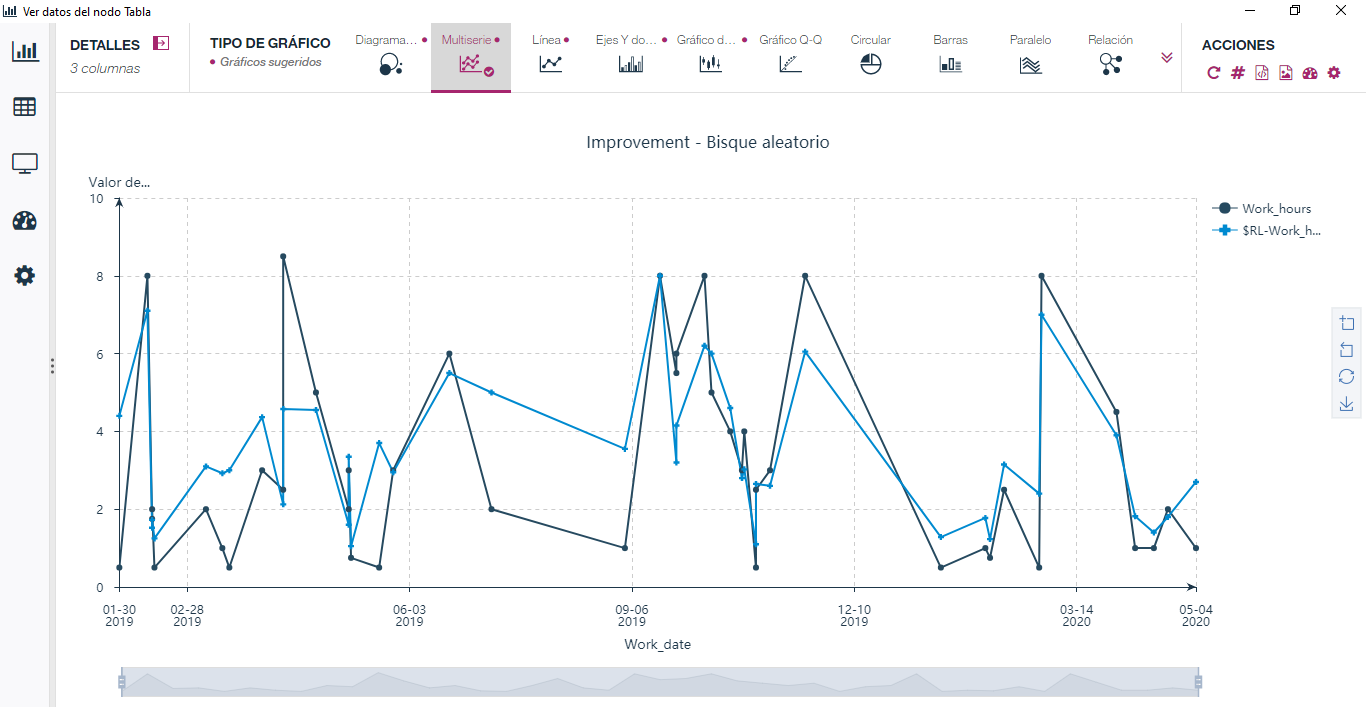 Ver datos del nodo Tabla
DETALLES
3 columnas
TIPO DE GRÁFICO
Gráficos sugeridos
Diagrama...
Multiserie
Línea
Ejes Y do...
Gráfico d...
Gráfico Q-Q
Circular
Barras
Paralelo
Relación
ACCIONES
Improvement - Bisque aleatorio
Valor de...
10
8
6
4
2
0
01-30
2019
02-28
2019
06-03
2019
09-06
2019
12-10
2019
03-14
2020
05-04
2020
Work_date
Work_hours
$RL-Work_h...